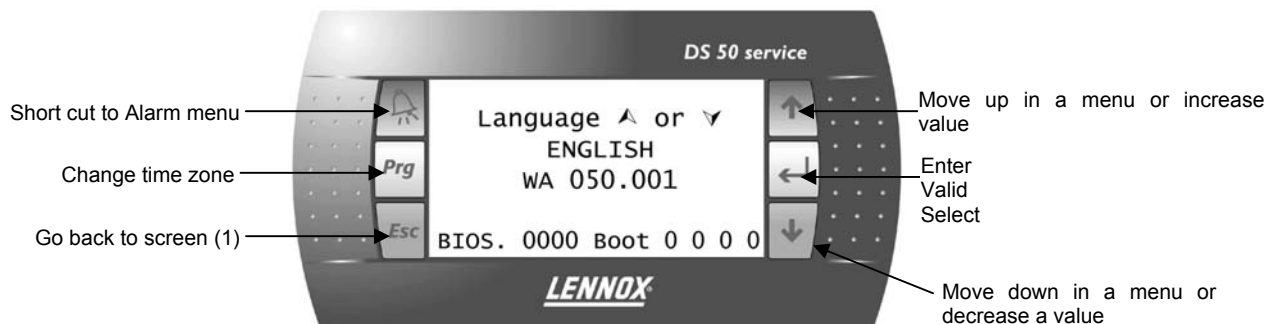 DS 50 service
Short cut to Alarm menu
Change time zone
Prg
Go back to screen (1)
Esc
Language ⮝ or ⮟
ENGLISH
WA 050.001
BIOS. 0000 Boot 0 0 0 0
LENNOX
Move up in a menu or increase
value
Enter
Valid
Select
Move down in a menu or
decrease a value